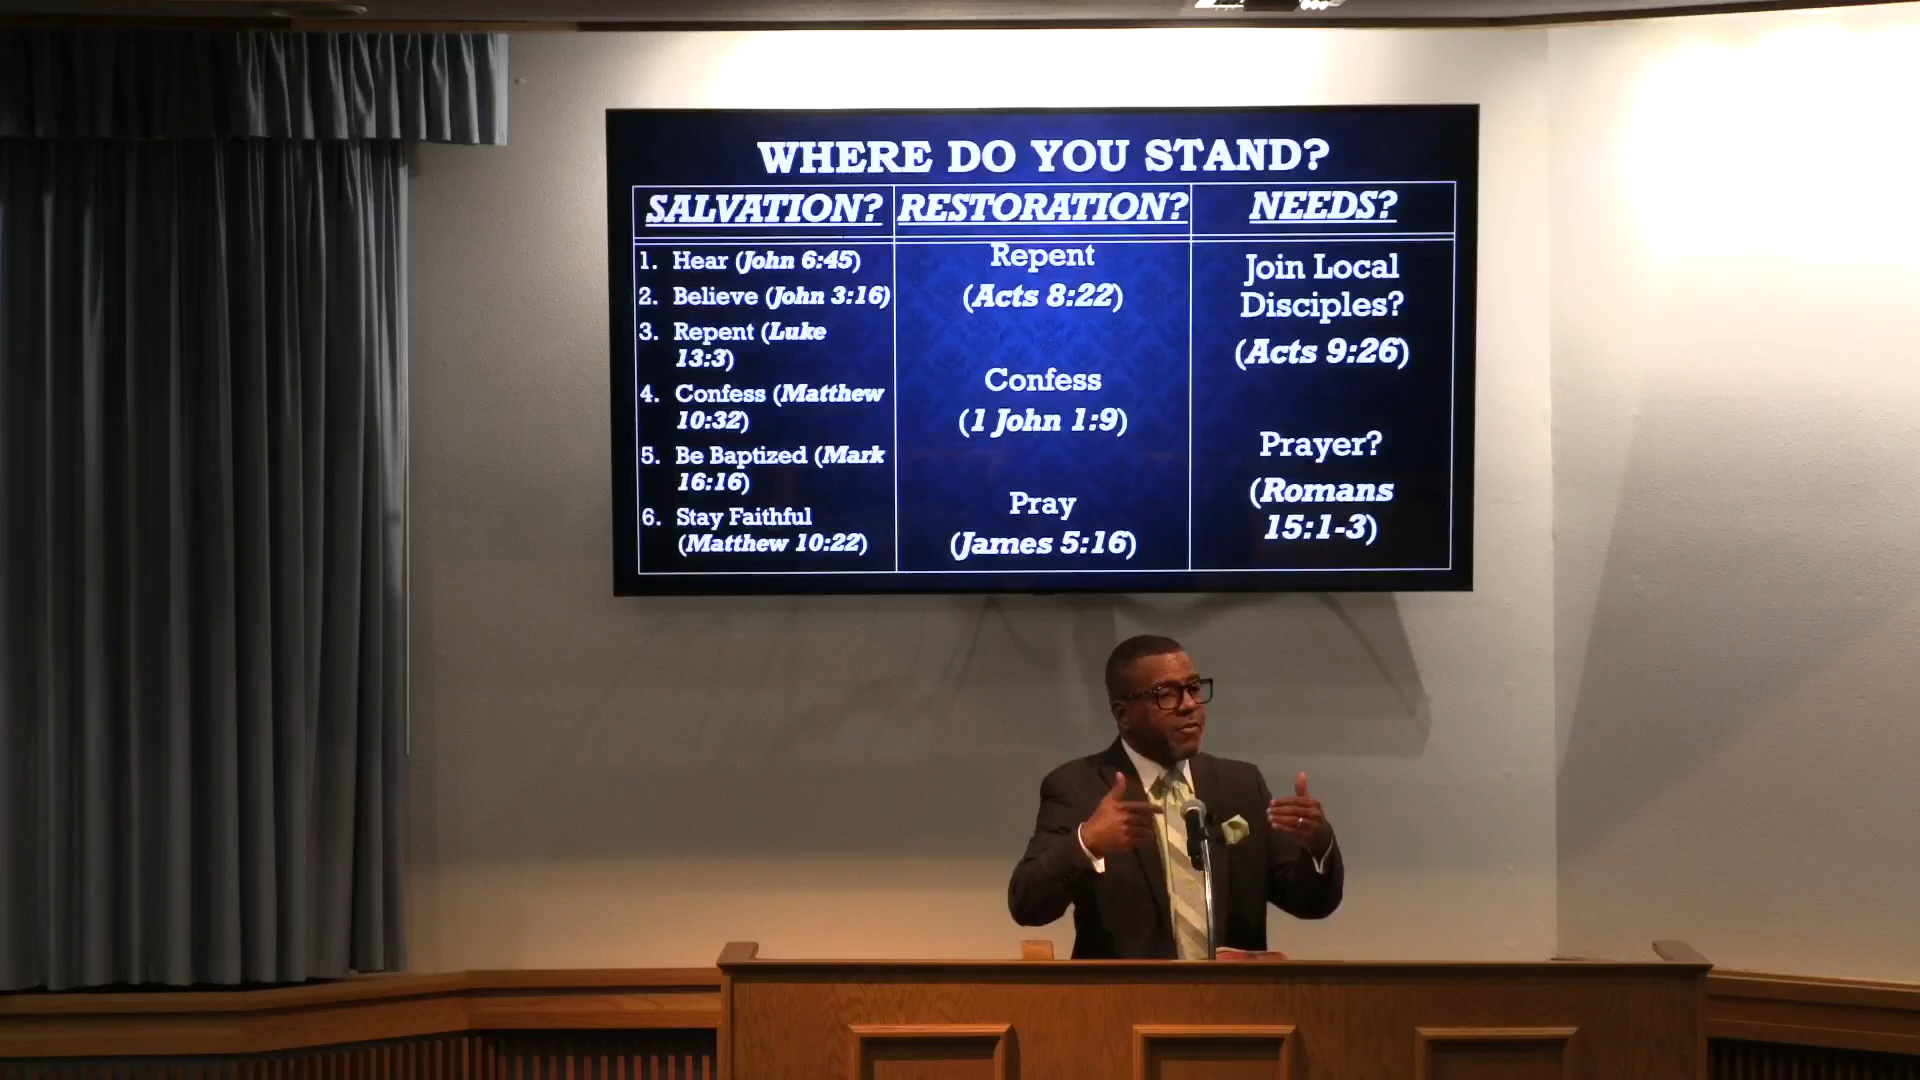 WHERE DO YOU STAND?
SALVATION?
1. Hear (John 6:45)
2. Believe (John 3:16)
3. Repent (Luke
13:3)
4. Confess (Matthew
10:32)
5. Be Baptized (Mark
16:16)
6. Stay Faithful
(Matthew 10:22)
RESTORATION?
Repent
(Acts 8:22)
Confess
(1 John 1:9)
Pray
(James 5:16)
NEEDS?
Join Local
Disciples?
(Acts 9:26)
Prayer?
(Romans
15:1-3)